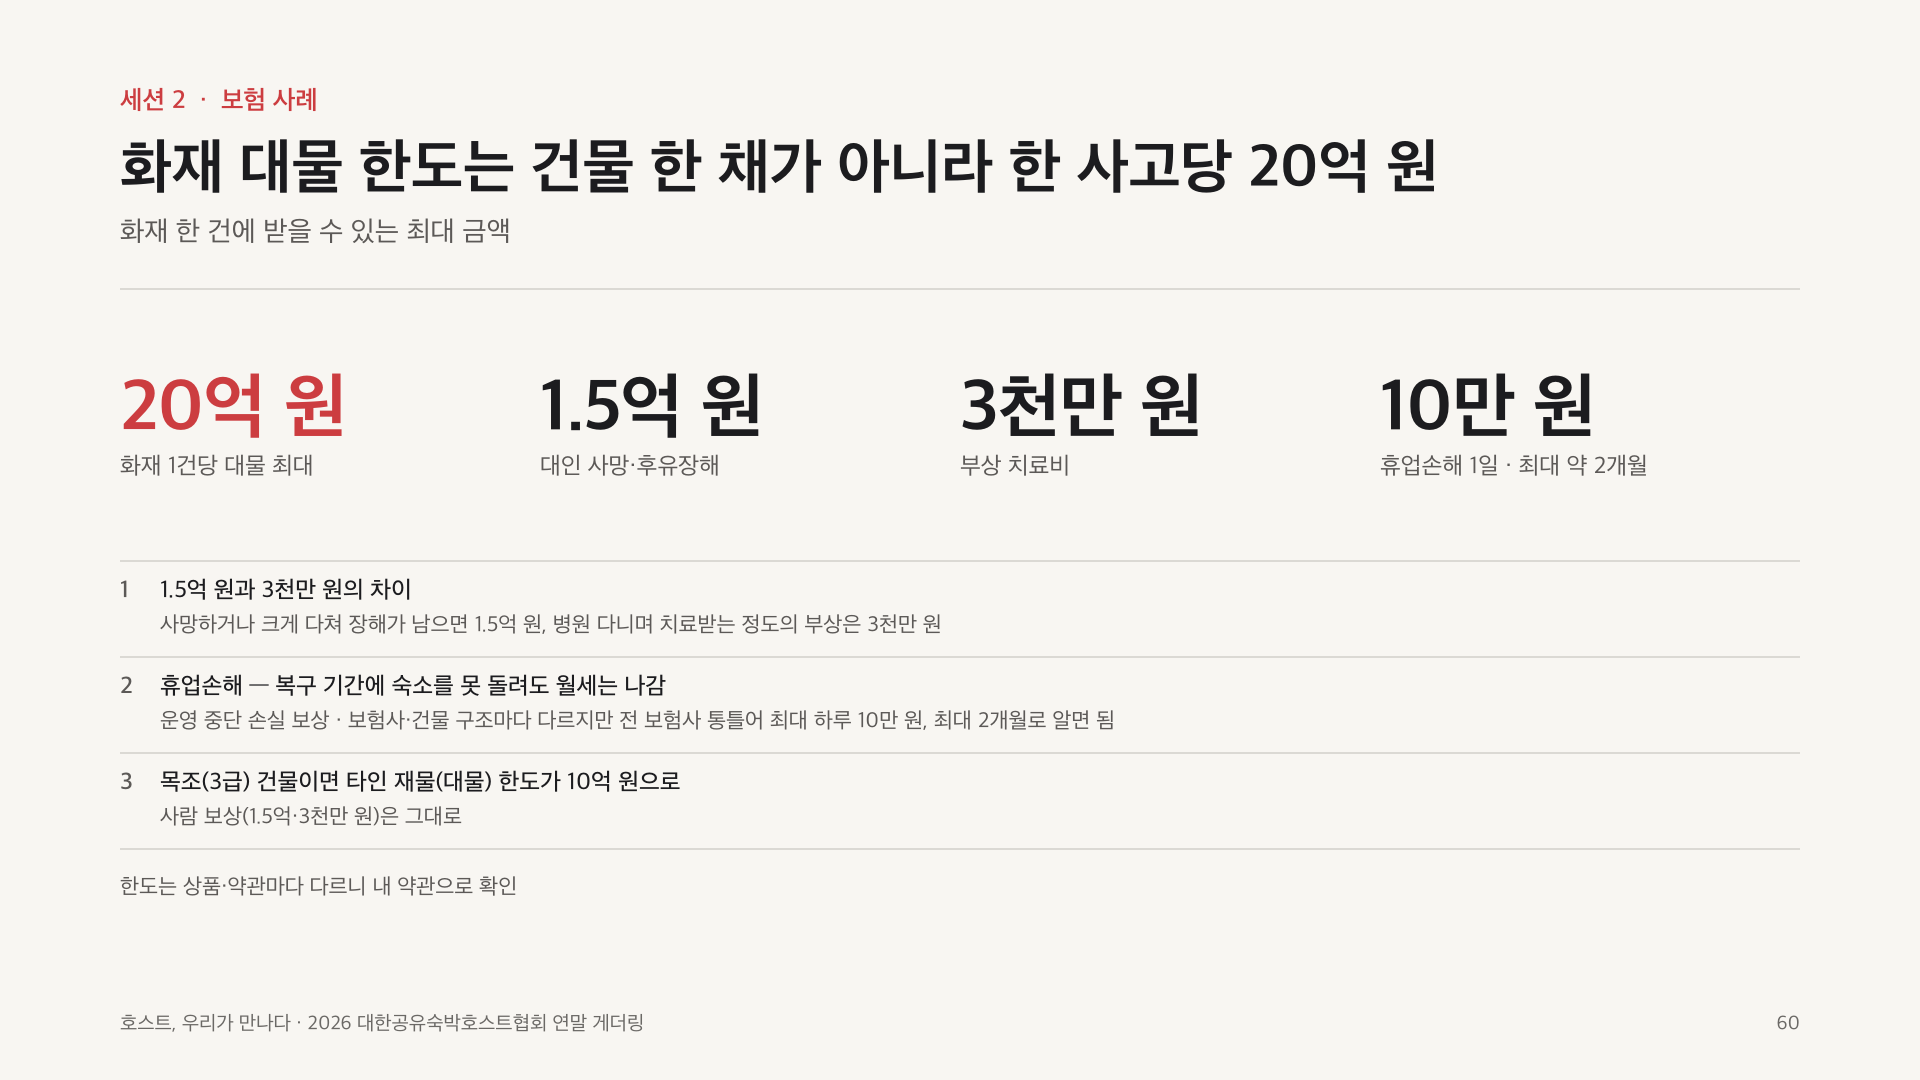 세션 2 · 보험 사례
화재 대물 한도는 건물 한 채가 아니라 한 사고당 20억 원
화재 한 건에 받을 수 있는 최대 금액
20억 원
화재 1건당 대물 최대
1.5억 원
대인 사망·후유장해
3천만 원
부상 치료비
10만 원
휴업손해 1일 · 최대 약 2개월
1 1.5억 원과 3천만 원의 차이
사망하거나 크게 다쳐 장해가 남으면 1.5억 원, 병원 다니며 치료받는 정도의 부상은 3천만 원
2 휴업손해 — 복구 기간에 숙소를 못 돌려도 월세는 나감
운영 중단 손실 보상 · 보험사·건물 구조마다 다르지만 전 보험사 통틀어 최대 하루 10만 원, 최대 2개월로 알면 됨
3 목조(3급) 건물이면 타인 재물(대물) 한도가 10억 원으로
사람 보상(1.5억·3천만 원)은 그대로
한도는 상품·약관마다 다르니 내 약관으로 확인
호스트, 우리가 만나다 · 2026 대한공유숙박호스트협회 연말 게더링
60